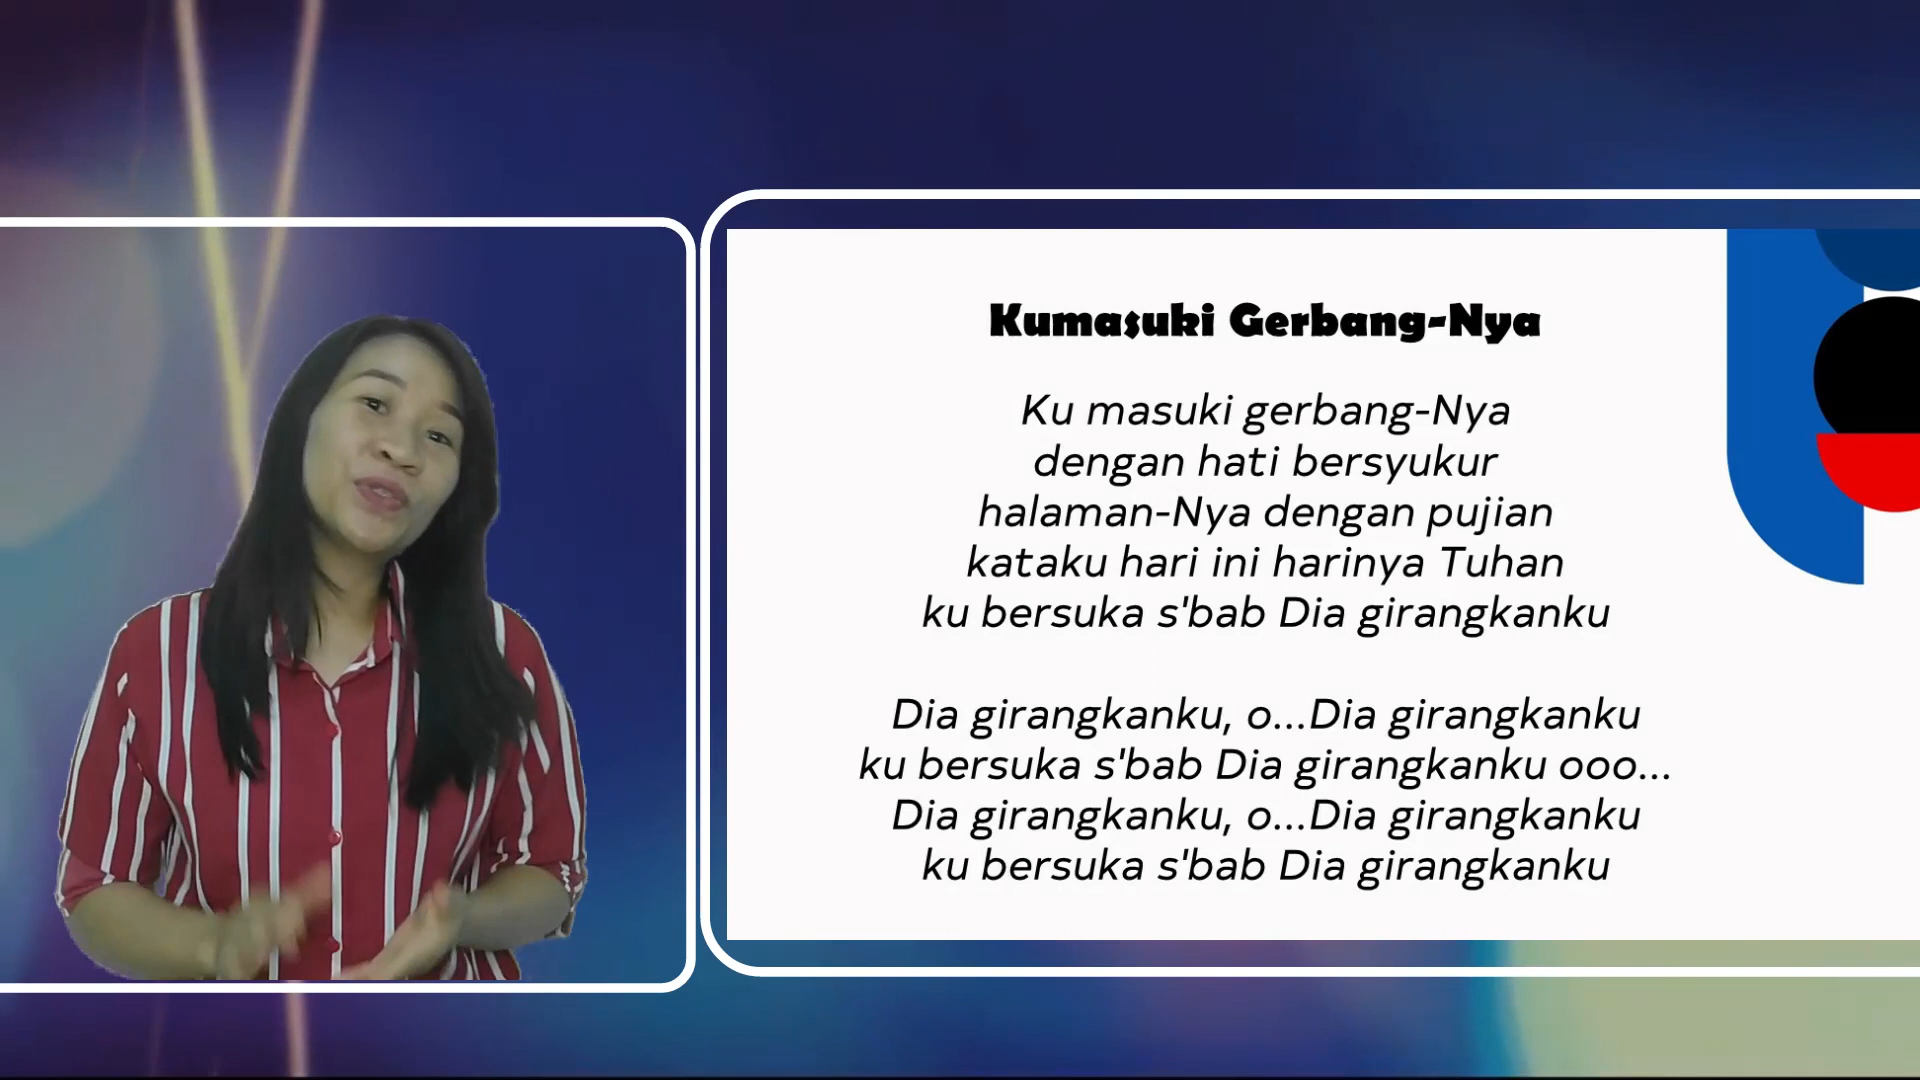 Kumasuki Gerbang-Nya
Ku masuki gerbang-Nya
dengan hati bersyukur
halaman-Nya dengan pujian
kataku hari ini harinya Tuhan
ku bersuka s'bab Dia girangkanku
Dia girangkanku, o...Dia girangkanku
ku bersuka s'bab Dia girangkanku ooo...
Dia girangkanku, o...Dia girangkanku
ku bersuka s'bab Dia girangkanku